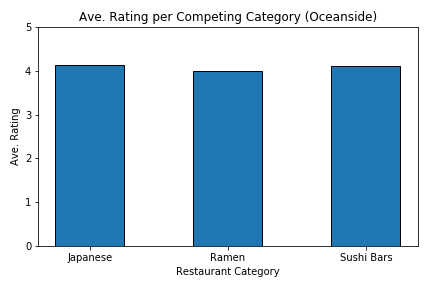 Ave. Rating per Competing Category (Oceanside)
5
4
3
2
1
0
Ave. Rating
Japanese
Ramen
Sushi Bars
Restaurant Category